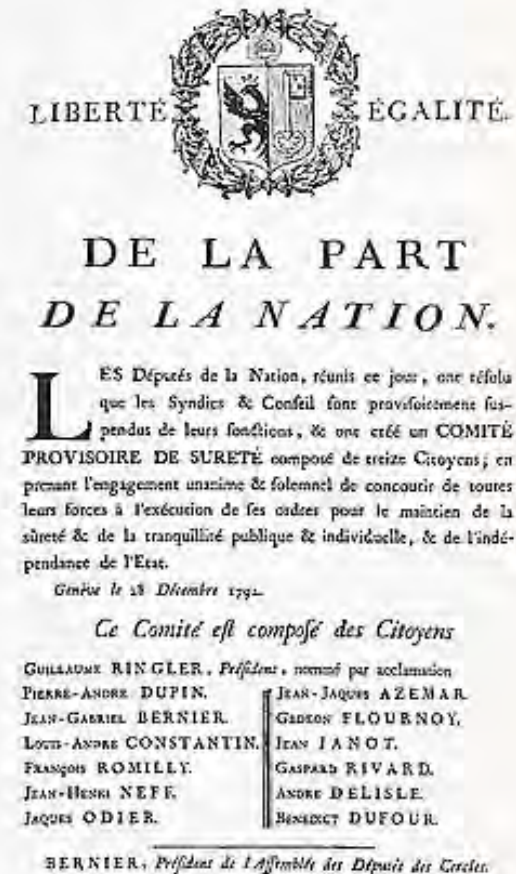 LIBERTÉ ÉGALITÉ.
DE LA PART
DE LA NATION.
LES Députés de la Nation, réunis ce jour, ont résolu
que les Syndics & Conseil sont provisoirement sus-
pendus de leurs fonctions, & ont créé un COMITÉ
PROVISOIRE DE SURETÉ composé de treize Citoyens; en
prenant l'engagement unanime & solemnel de concourir de toutes
leurs forces à l'exécution de ses ordres pour le maintien de la
sûreté & de la tranquillité publique & individuelle, & de l'indé-
pendance de l'Etat.
Genève le 28 Décembre 1792.
Ce Comité est composé des Citoyens
GUILLAUME RINGLER, Président, nommé par acclamation
PIERRE-ANDRE DUPIN.
JEAN-GABRIEL BERNIER.
LOUIS-ANDRE CONSTANTIN.
FRANÇOIS ROMILLY.
JEAN-HENRI NEFF.
JAQUES ODIER.
JEAN-JAQUES AZEMAR.
GEDEON FLOURNOY.
JEAN JANOT.
GASPARD RIVARD.
ANDRE DELISLE.
BENEDICT DUFOUR.
BERNIER, Président de l'Assemblée des Députés des Cercles.